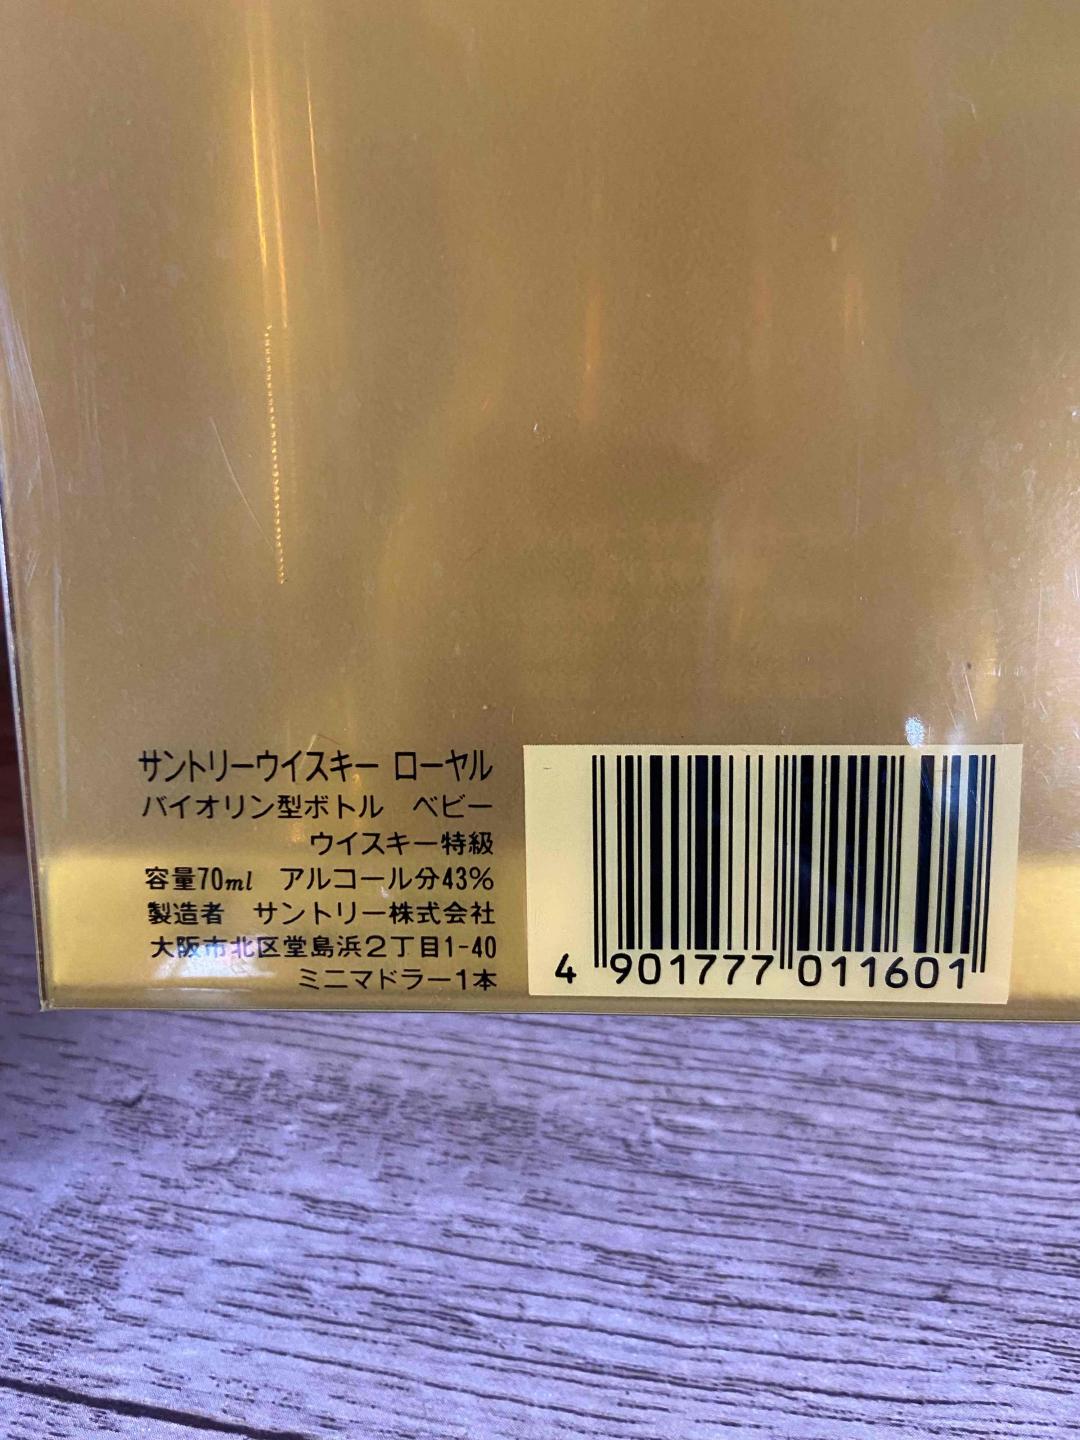 サントリーウイスキー ローヤル
バイオリン型ボトル ベビー
ウイスキー特級
容量70ml アルコール分43%
製造者 サントリー株式会社
大阪市北区堂島浜2丁目1-40
ミニマドラー1本
4 901777 011601